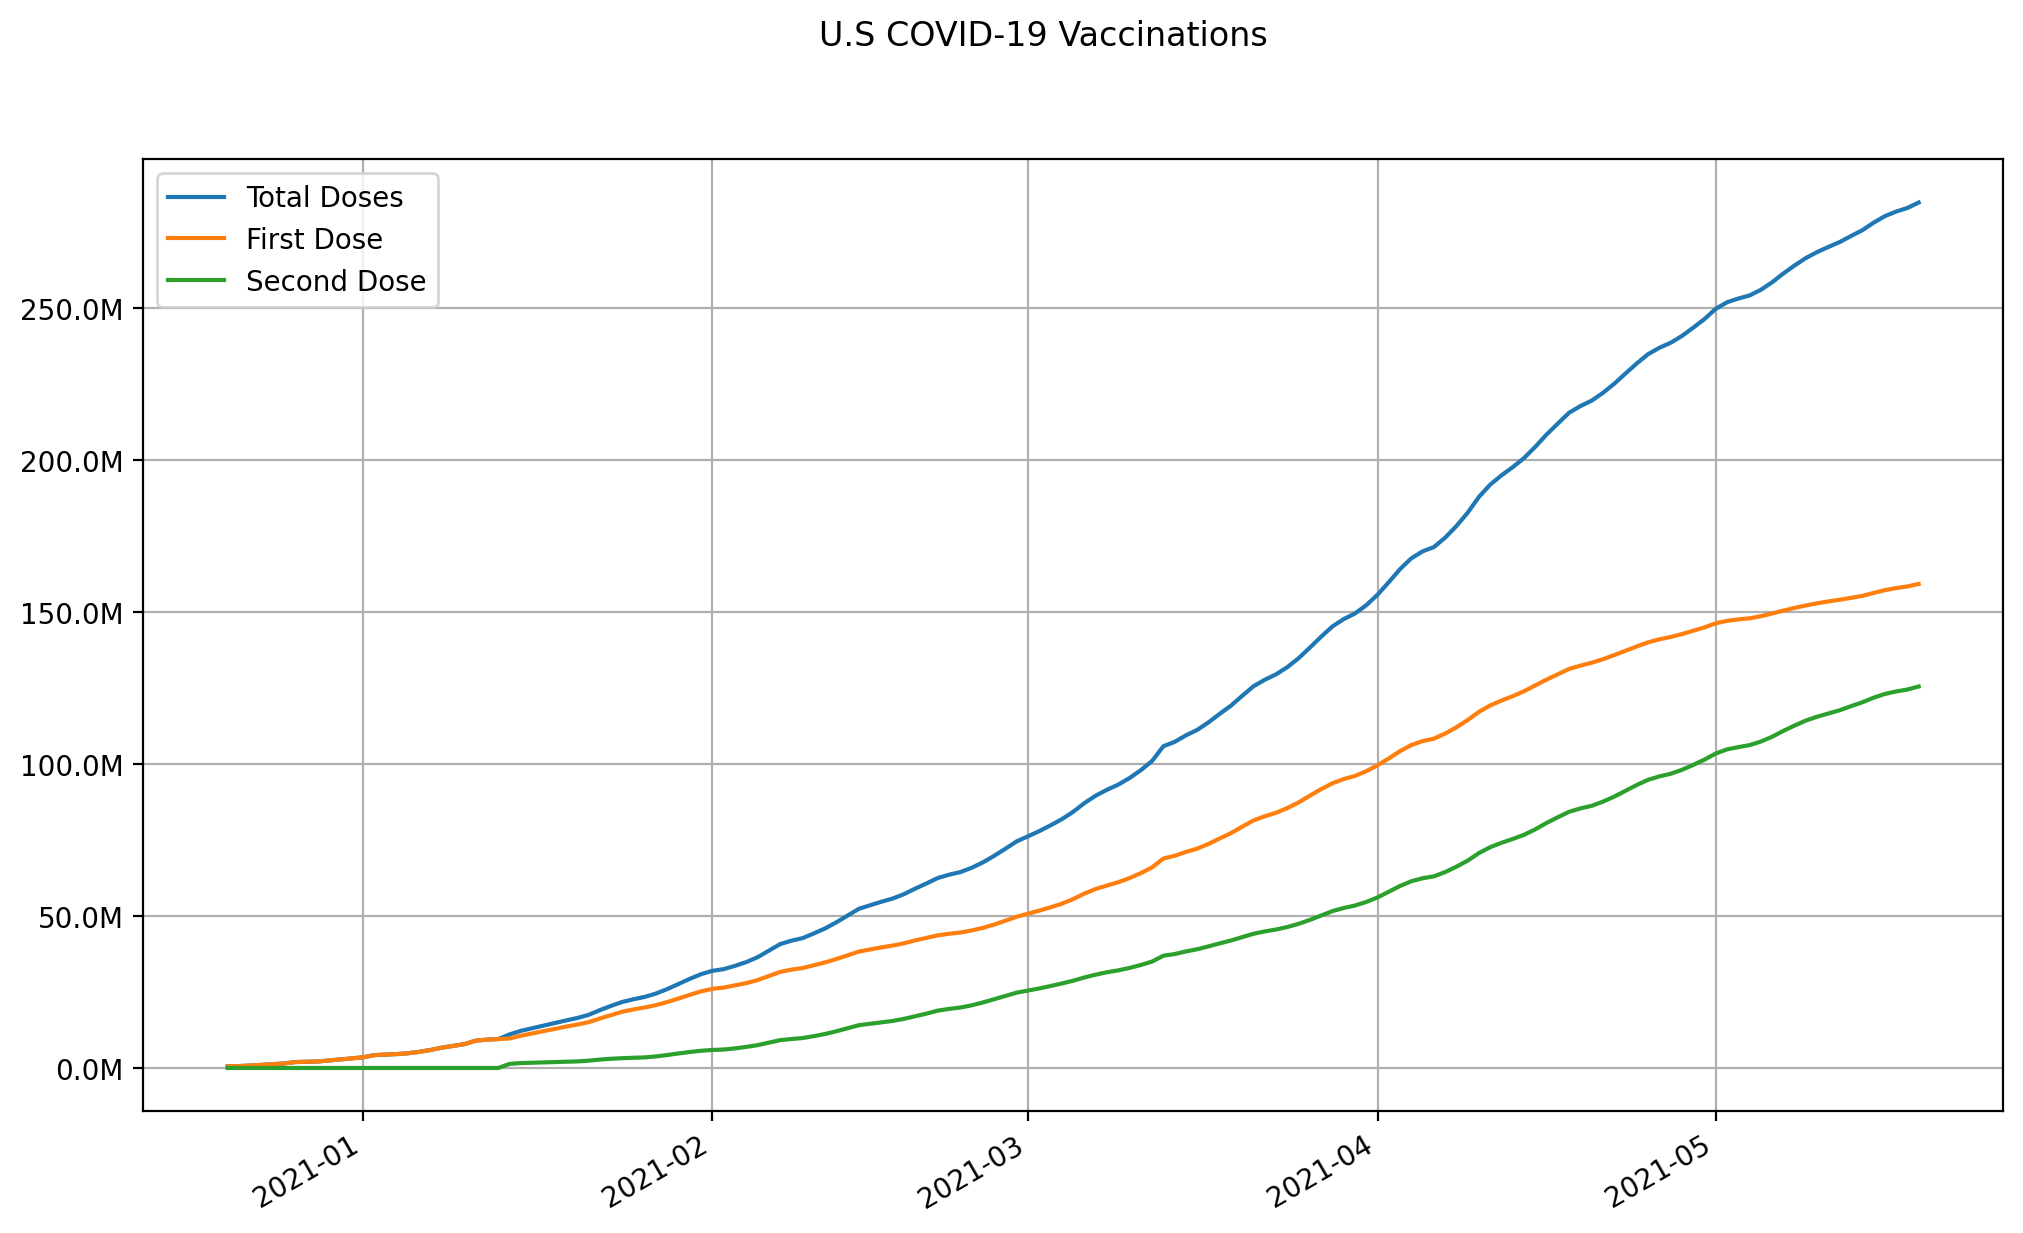 U.S COVID-19 Vaccinations
Total Doses
First Dose
Second Dose
250.0M
200.0M
150.0M
100.0M
50.0M
0.0M
2021-01
2021-02
2021-03
2021-04
2021-05